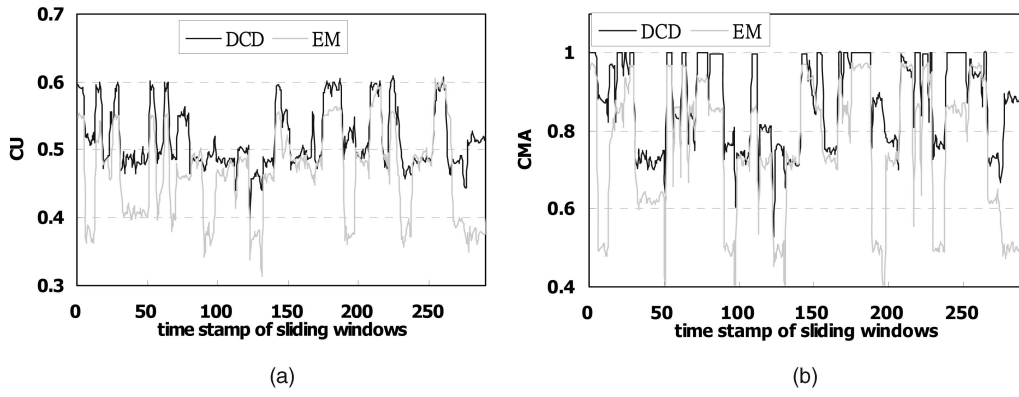 DCD EM
0.7
0.6
0.5
0.4
0.3
CU
0 50 100 150 200 250
time stamp of sliding windows
(a)
DCD EM
1
0.8
0.6
0.4
CMA
0 50 100 150 200 250
time stamp of sliding windows
(b)